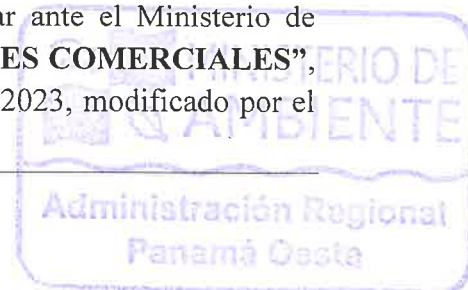 ar ante el Ministerio de
ES COMERCIALES”,
2023, modificado por el
MINISTERIO DE
AMBIENTE
Administración Regional
Panamá Oeste